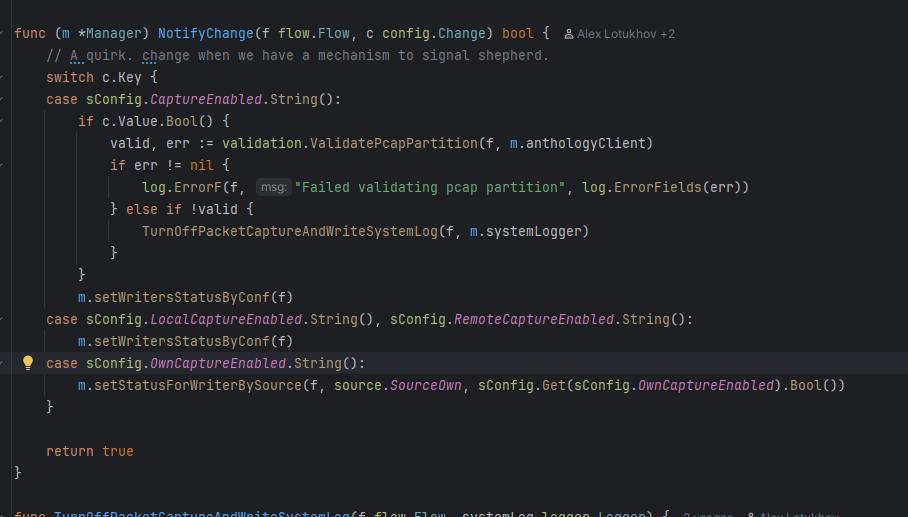 func (m *Manager) NotifyChange(f flow.Flow, c config.Change) bool { Alex Lotukhov +2
// A quirk. change when we have a mechanism to signal shepherd.
switch c.Key {
case sConfig.CaptureEnabled.String():
if c.Value.Bool() {
valid, err := validation.ValidatePcapPartition(f, m.anthologyClient)
if err != nil {
log.ErrorF(f, msg: "Failed validating pcap partition", log.ErrorFields(err))
} else if !valid {
TurnOffPacketCaptureAndWriteSystemLog(f, m.systemLogger)
}
}
m.setWritersStatusByConf(f)
case sConfig.LocalCaptureEnabled.String(), sConfig.RemoteCaptureEnabled.String():
m.setWritersStatusByConf(f)
case sConfig.OwnCaptureEnabled.String():
m.setStatusForWriterBySource(f, source.SourceOwn, sConfig.Get(sConfig.OwnCaptureEnabled).Bool())
}
return true
}
func TurnOffPacketCaptureAndWriteSystemLog(f flow.Flow, systemLog logger.Logger) { 2 usages Alex Lotukhov